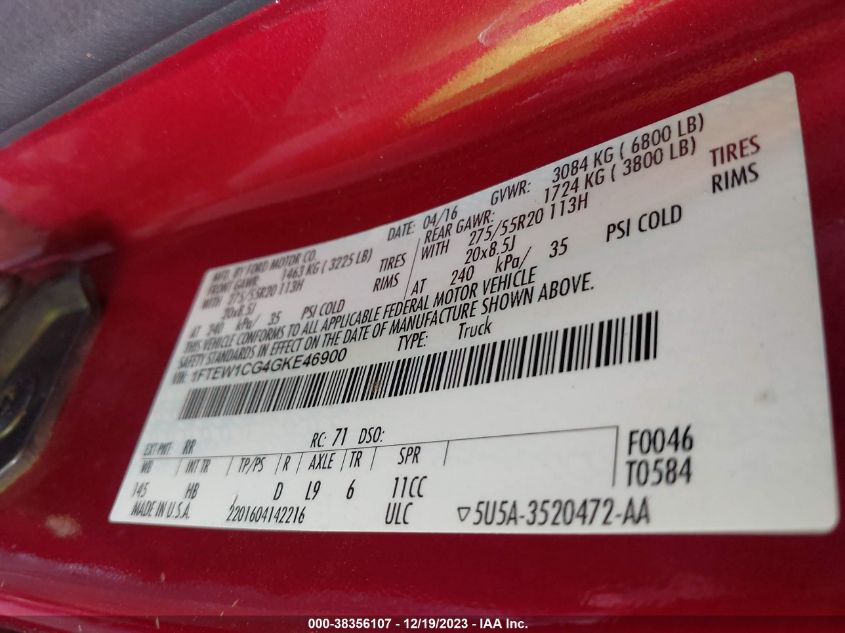 MFD. BY FORD MOTOR CO. DATE: 04/16 GVWR: 3084 KG ( 6800 LB)
FRONT GAWR: 1463 KG ( 3225 LB) REAR GAWR: 1724 KG ( 3800 LB)
WITH 275/55R20 113H TIRES WITH 275/55R20 113H TIRES
20x8.5J RIMS 20x8.5J RIMS
AT 240 kPa/ 35 PSI COLD AT 240 kPa/ 35 PSI COLD
THIS VEHICLE CONFORMS TO ALL APPLICABLE FEDERAL MOTOR VEHICLE
SAFETY STANDARDS IN EFFECT ON THE DATE OF MANUFACTURE SHOWN ABOVE.
VIN: 1FTEW1CG4GKE46900 TYPE: Truck
EXT PNT: RR RC: 71 DSO: F0046
WB INT TR TP/PS R AXLE TR SPR T0584
145 HB D L9 6 11CC
MADE IN U.S.A. 2201604142216 ULC ▽5U5A-3520472-AA
000-38356107 - 12/19/2023 - IAA Inc.